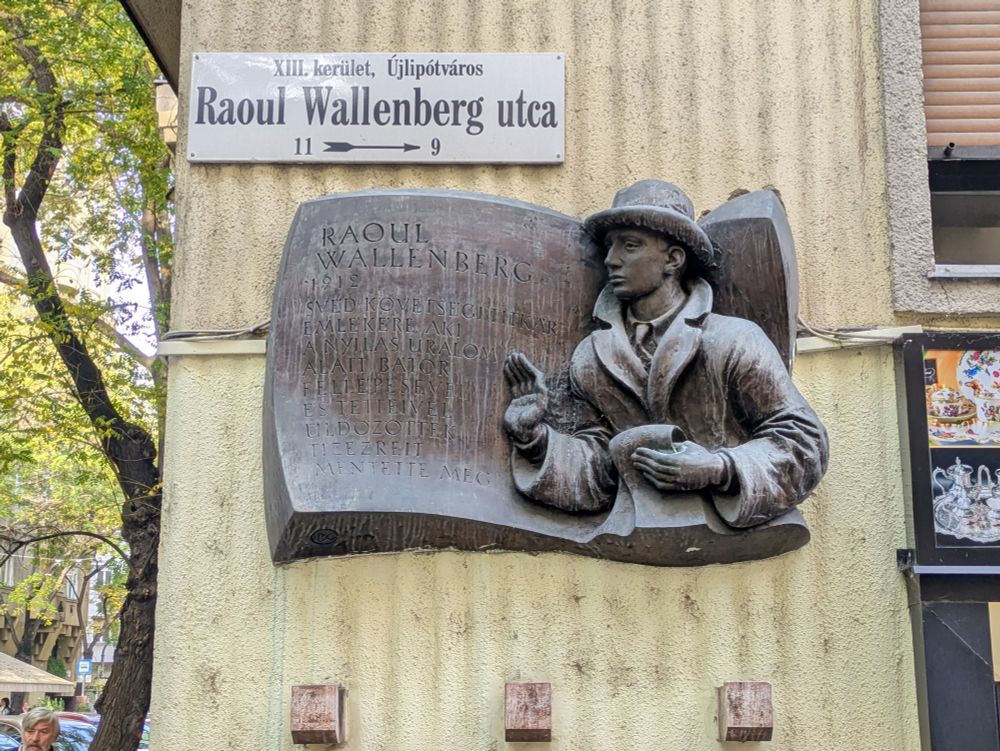 XIII. kerület, Újlipótváros
Raoul Wallenberg utca
11 9
RAOUL
WALLENBERG
1912
SVÉD KÖVETSÉGI TITKÁR
EMLÉKÉRE, AKI
A NYILAS URALOM
ALATT BÁTOR
FELLÉPÉSÉVEL
ÉS TETTEIVEL
ÜLDÖZÖTTEK
TÍZEZREIT
MENTETTE MEG